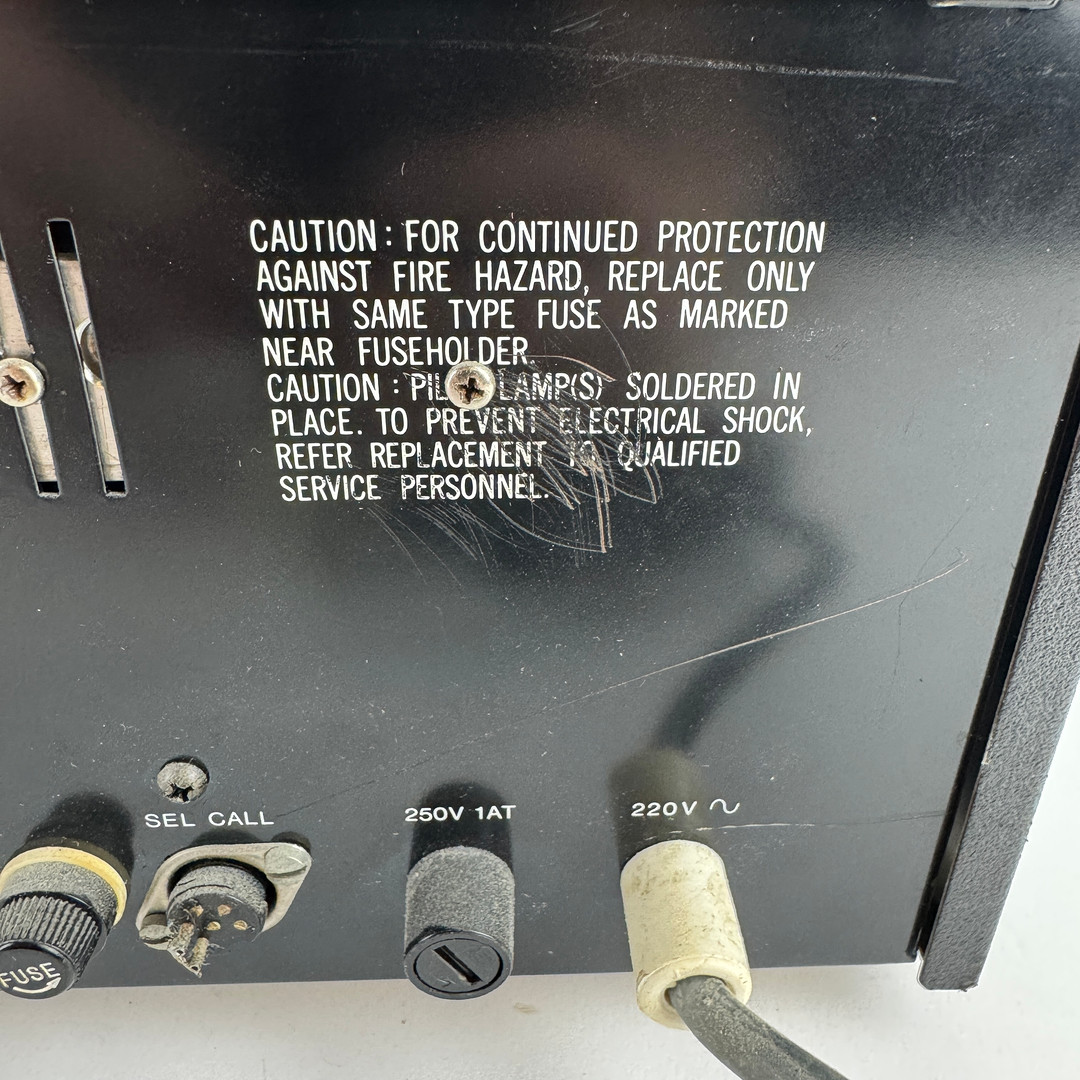 CAUTION : FOR CONTINUED PROTECTION
AGAINST FIRE HAZARD, REPLACE ONLY
WITH SAME TYPE FUSE AS MARKED
NEAR FUSEHOLDER.
CAUTION : LAMP(S) SOLDERED IN
PLACE. TO PREVENT ELECTRICAL SHOCK,
REFER REPLACEMENT TO QUALIFIED
SERVICE PERSONNEL.
SEL CALL
250V 1AT
220V ∿
FUSE